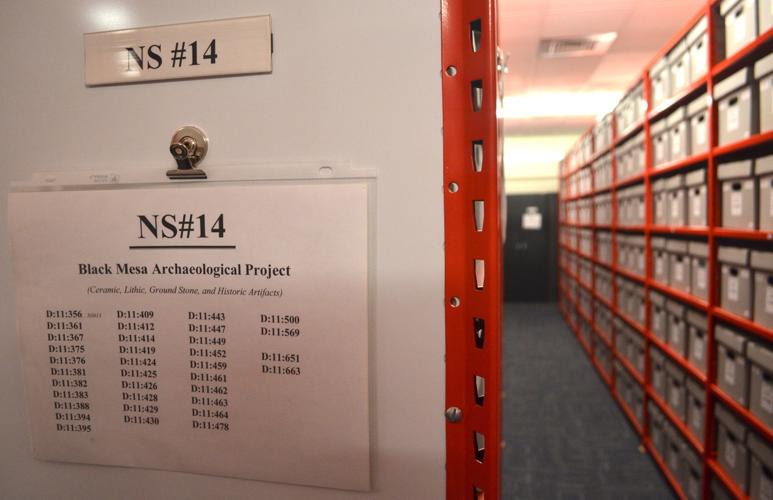 NS #14
NS#14
Black Mesa Archaeological Project
(Ceramic, Lithic, Ground Stone, and Historic Artifacts)
D:11:356
D:11:361
D:11:367
D:11:375
D:11:376
D:11:381
D:11:382
D:11:383
D:11:388
D:11:394
D:11:395
D:11:409
D:11:412
D:11:414
D:11:419
D:11:424
D:11:425
D:11:426
D:11:428
D:11:429
D:11:430
D:11:443
D:11:447
D:11:449
D:11:452
D:11:459
D:11:461
D:11:462
D:11:463
D:11:464
D:11:478
D:11:500
D:11:569
D:11:651
D:11:663